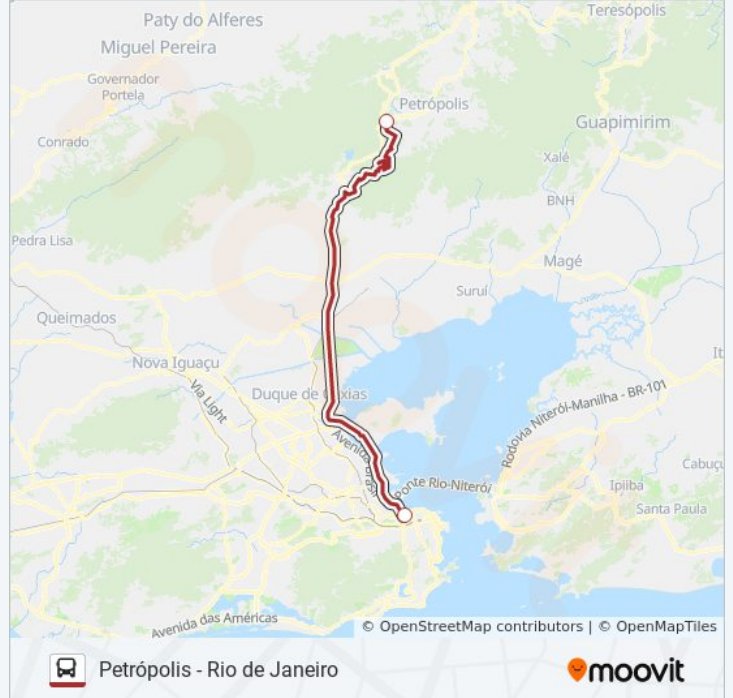 Paty do Alferes
Teresópolis
Miguel Pereira
Governador
Portela
Petrópolis
Guapimirim
Conrado
Xalé
BNH
Pedra Lisa
Magé
Suruí
Queimados
Nova Iguaçu
It
Via Light
Duque de Caxias
Rodovia Niterói-Manilha - BR-101
Avenida Brasil
Cabuçu
Ponte Rio-Niterói
Ipiíba
Santa Paula
Avenida das Américas
© OpenStreetMap contributors | © OpenMapTiles
Petrópolis - Rio de Janeiro
moovit